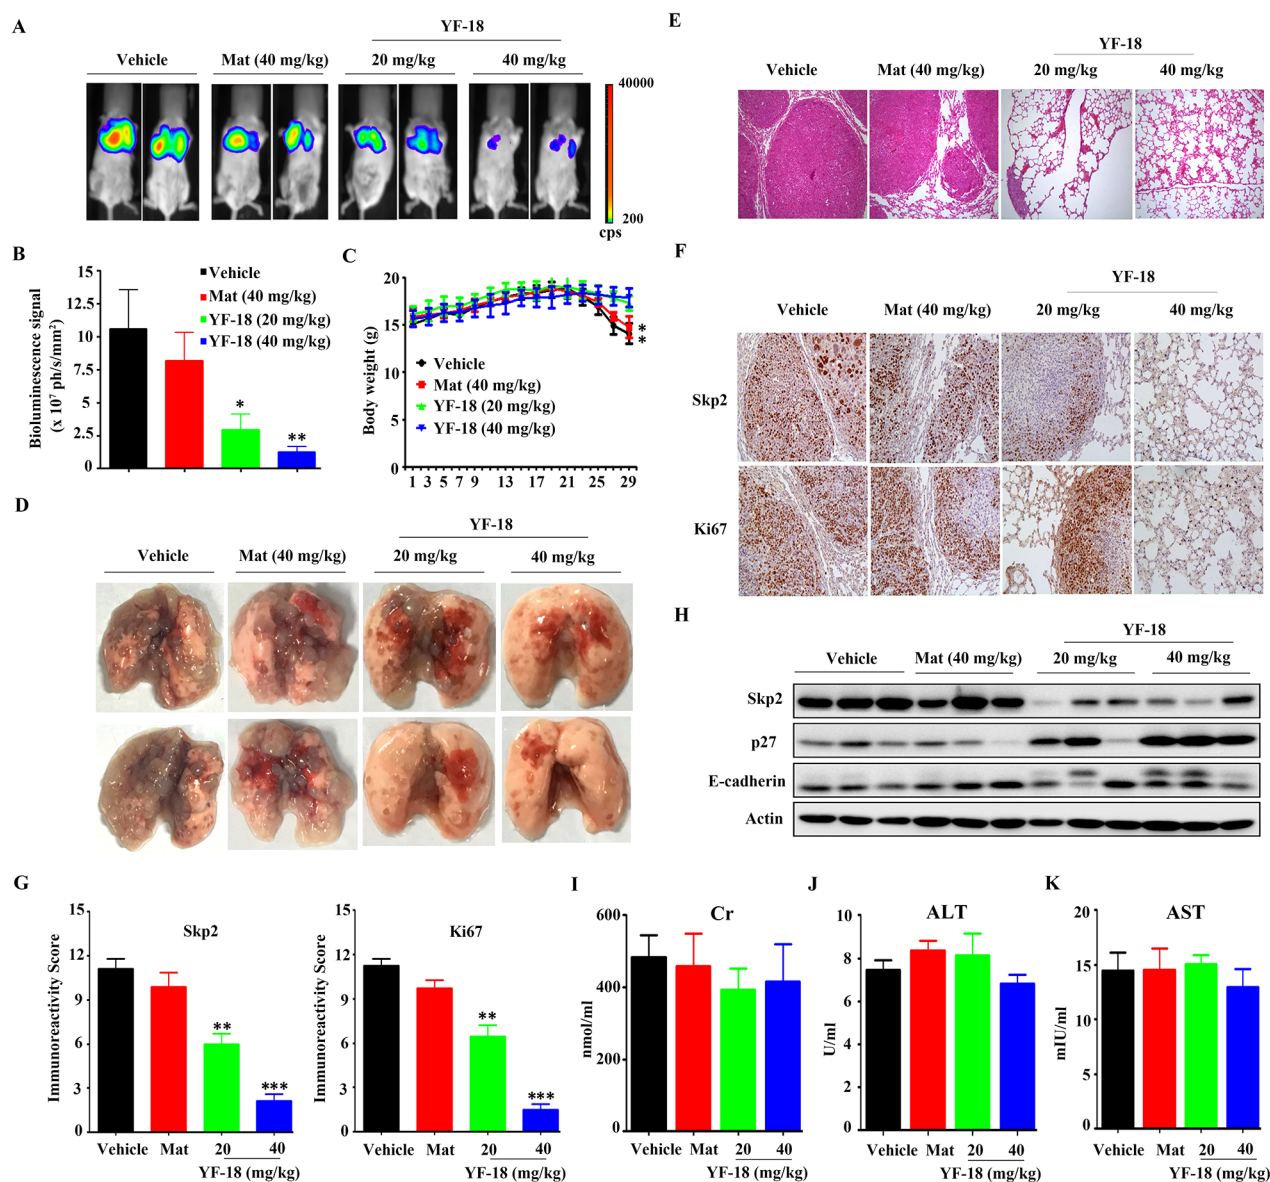 A
YF-18
Vehicle
Mat (40 mg/kg)
20 mg/kg
40 mg/kg
40000
200
cps
B
Bioluminescence signal
(x 10⁷ ph/s/mm²)
15
12.5
10
7.5
5
2.5
0
Vehicle
Mat (40 mg/kg)
YF-18 (20 mg/kg)
YF-18 (40 mg/kg)
*
**
C
Body weight (g)
20
15
10
5
0
Vehicle
Mat (40 mg/kg)
YF-18 (20 mg/kg)
YF-18 (40 mg/kg)
*
*
1 3 5 7 9 13 17 21 25 29
D
YF-18
Vehicle
Mat (40 mg/kg)
20 mg/kg
40 mg/kg
E
YF-18
Vehicle
Mat (40 mg/kg)
20 mg/kg
40 mg/kg
F
YF-18
Vehicle
Mat (40 mg/kg)
20 mg/kg
40 mg/kg
Skp2
Ki67
H
YF-18
Vehicle
Mat (40 mg/kg)
20 mg/kg
40 mg/kg
Skp2
p27
E-cadherin
Actin
G
Immunoreactivity Score
15
12
9
6
3
0
Skp2
**
***
Vehicle Mat 20 40
YF-18 (mg/kg)
Immunoreactivity Score
15
12
9
6
3
0
Ki67
**
***
Vehicle Mat 20 40
YF-18 (mg/kg)
I
Cr
nmol/ml
600
400
200
0
Vehicle Mat 20 40
YF-18 (mg/kg)
J
ALT
U/ml
10
8
6
4
2
0
Vehicle Mat 20 40
YF-18 (mg/kg)
K
AST
mIU/ml
20
15
10
5
0
Vehicle Mat 20 40
YF-18 (mg/kg)